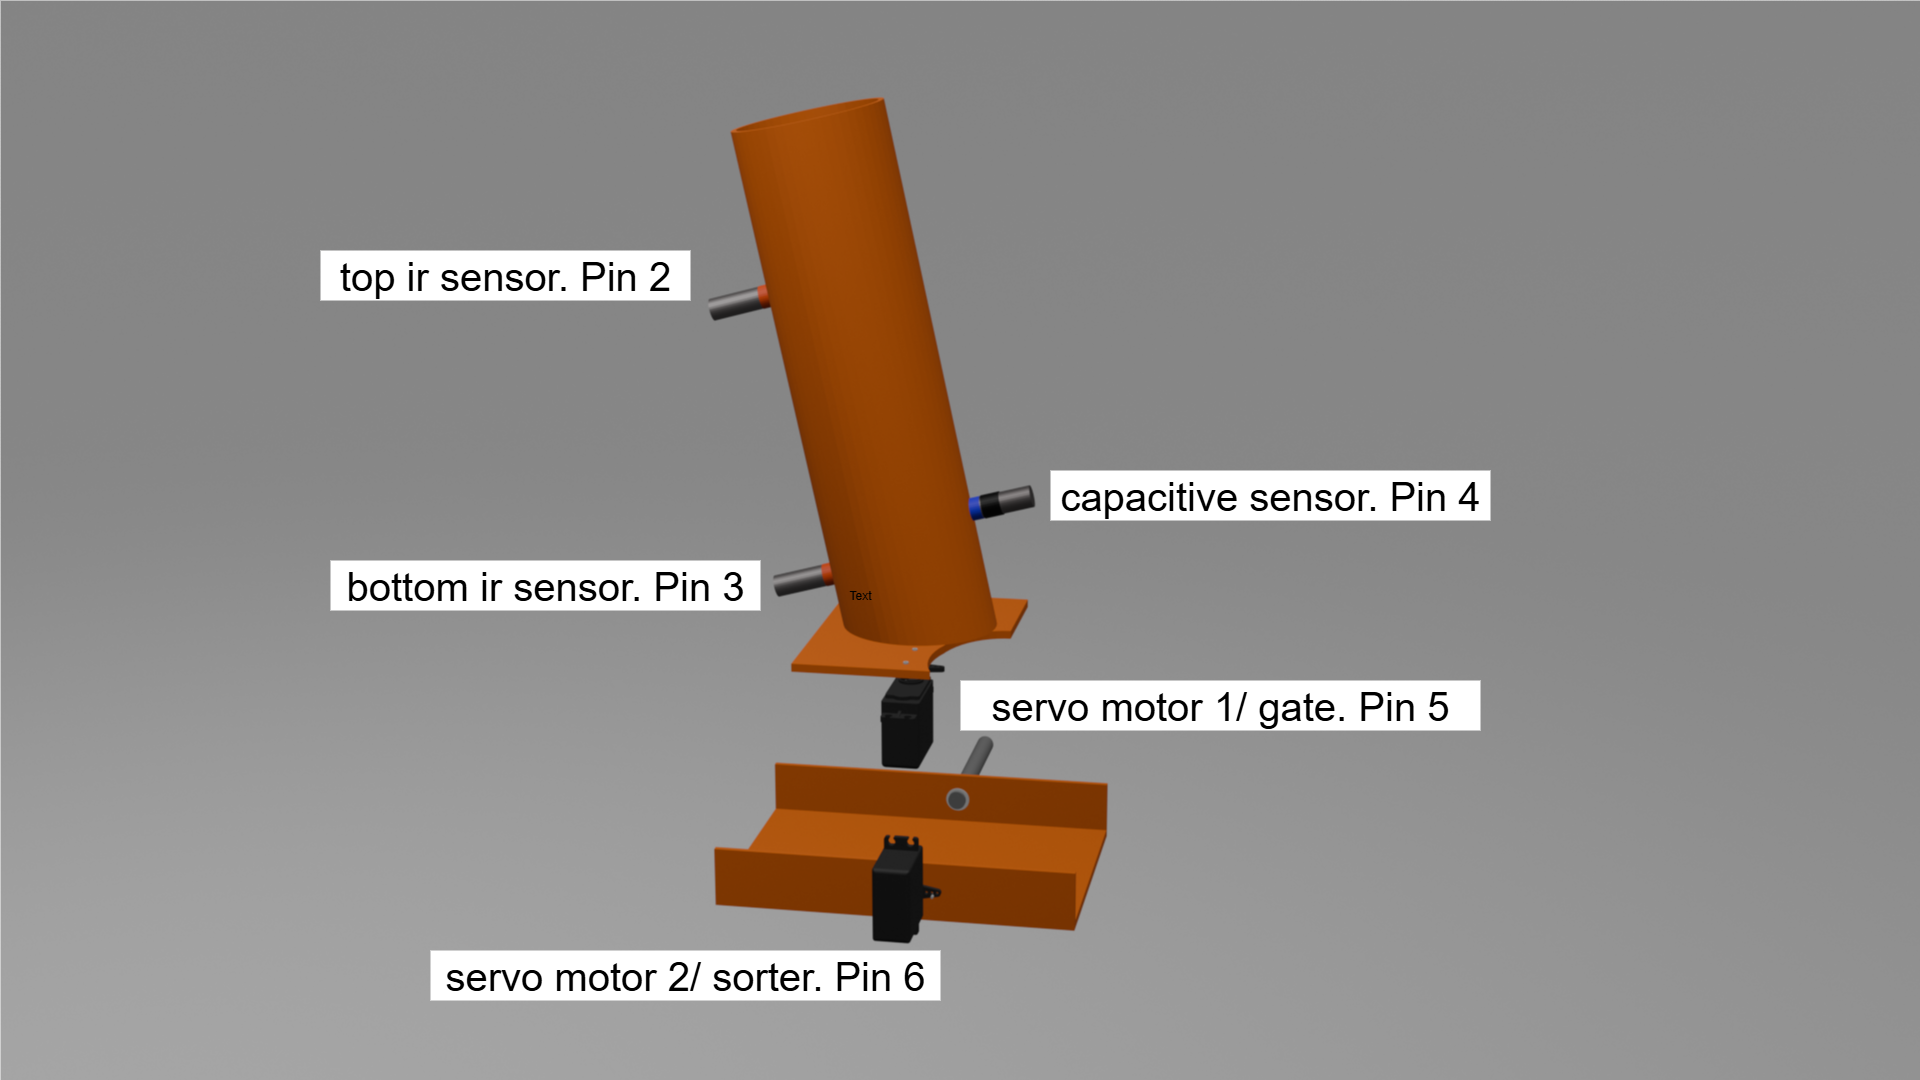 top ir sensor. Pin 2
capacitive sensor. Pin 4
bottom ir sensor. Pin 3
Text
servo motor 1/ gate. Pin 5
servo motor 2/ sorter. Pin 6